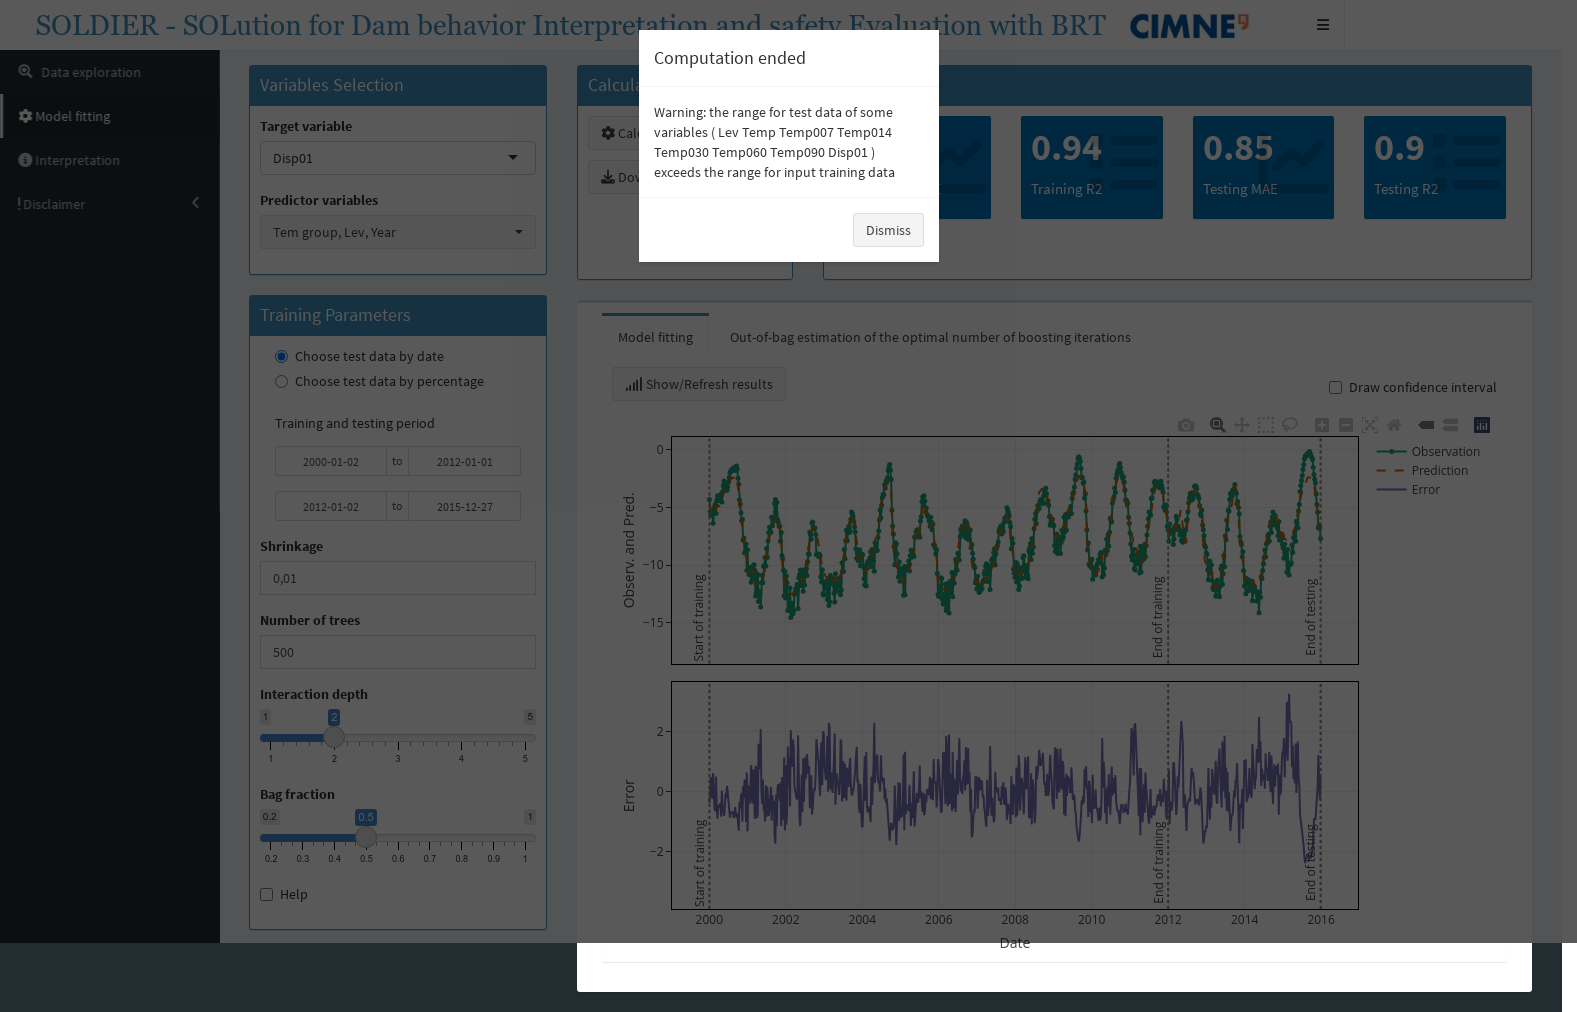 SOLDIER - SOLution for Dam behavior Interpretation and safety Evaluation with BRT
CIMNE
Data exploration
Model fitting
Interpretation
Disclaimer
Variables Selection
Target variable
Disp01
Predictor variables
Tem group, Lev, Year
Training Parameters
Choose test data by date
Choose test data by percentage
Training and testing period
2000-01-02 to 2012-01-01
2012-01-02 to 2015-12-27
Shrinkage
0,01
Number of trees
500
Interaction depth
1 2 5
1 2 3 4 5
Bag fraction
0.2 0.5 1
0.2 0.3 0.4 0.5 0.6 0.7 0.8 0.9 1
Help
Computation ended
Warning: the range for test data of some
variables ( Lev Temp Temp007 Temp014
Temp030 Temp060 Temp090 Disp01 )
exceeds the range for input training data
Dismiss
0.94
Training R2
0.85
Testing MAE
0.9
Testing R2
Model fitting
Out-of-bag estimation of the optimal number of boosting iterations
Show/Refresh results
Draw confidence interval
Observation
Prediction
Error
Observ. and Pred.
0
−5
−10
−15
Start of training
End of training
End of testing
Error
2
0
−2
Start of training
End of training
End of testing
2000 2002 2004 2006 2008 2010 2012 2014 2016
Date